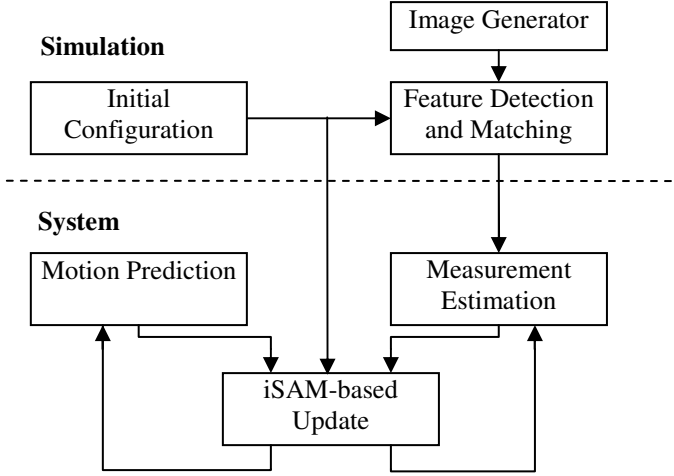 Image Generator
Simulation
Initial
Configuration
Feature Detection
and Matching
System
Motion Prediction
Measurement
Estimation
iSAM-based
Update